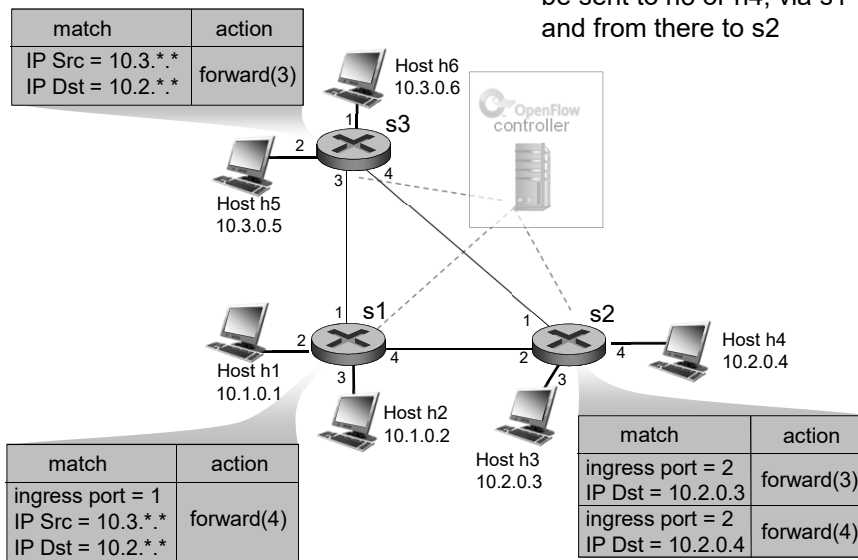 be sent to h3 or h4, via s1
and from there to s2
match action
IP Src = 10.3.*.*
IP Dst = 10.2.*.*
forward(3)
Host h6
10.3.0.6
OpenFlow
controller
1
s3
2
3
4
Host h5
10.3.0.5
1
s1
2
3
4
Host h1
10.1.0.1
Host h2
10.1.0.2
1
s2
2
3
4
Host h4
10.2.0.4
Host h3
10.2.0.3
match action
ingress port = 1
IP Src = 10.3.*.*
IP Dst = 10.2.*.*
forward(4)
match action
ingress port = 2
IP Dst = 10.2.0.3
forward(3)
ingress port = 2
IP Dst = 10.2.0.4
forward(4)